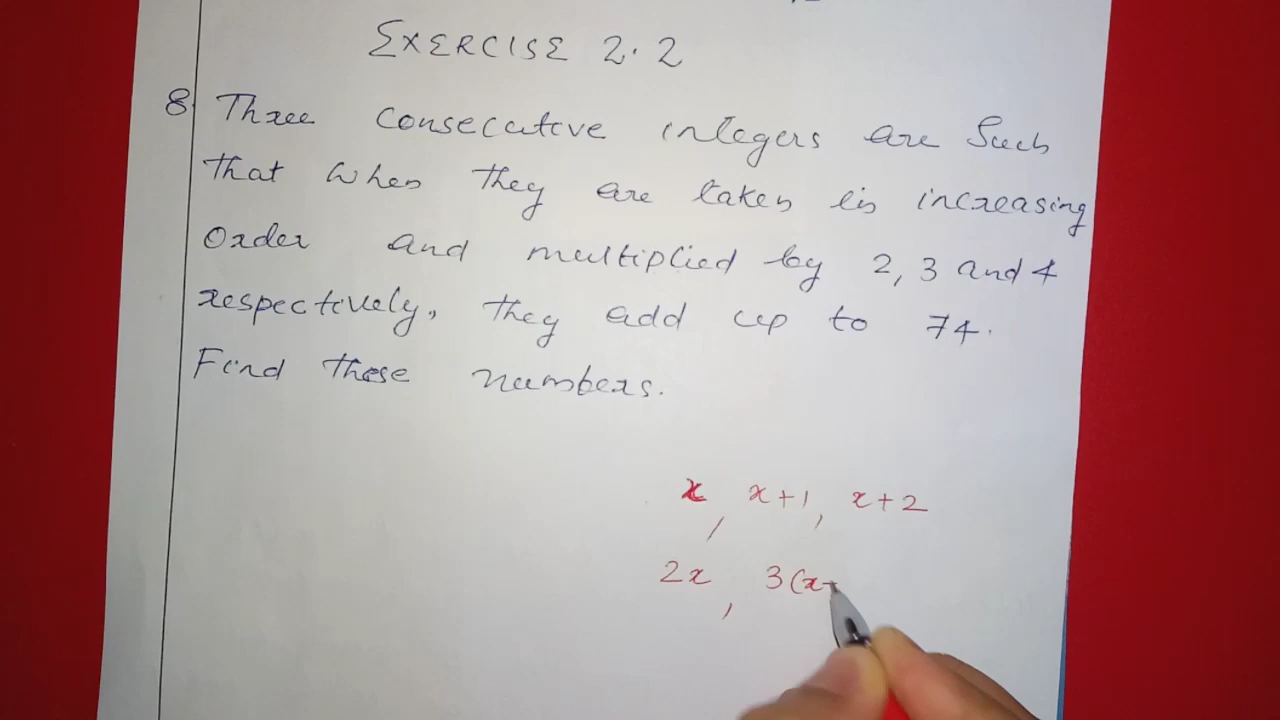 EXERCISE 2.2
8. Three consecutive integers are Such
that when they are taken in increasing
Order and multiplied by 2, 3 and 4
respectively, they add up to 74.
Find these numbers.
x, x+1, x+2
2x, 3(x+